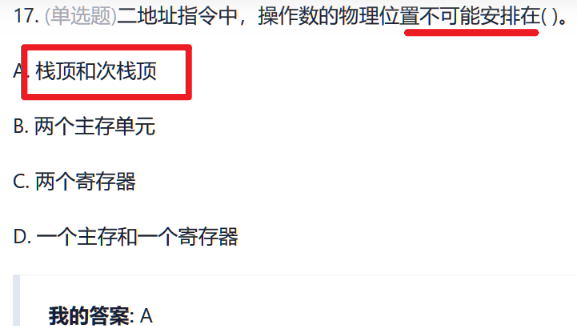 17. (单选题)二地址指令中，操作数的物理位置不可能安排在( )。
A. 栈顶和次栈顶
B. 两个主存单元
C. 两个寄存器
D. 一个主存和一个寄存器
我的答案: A